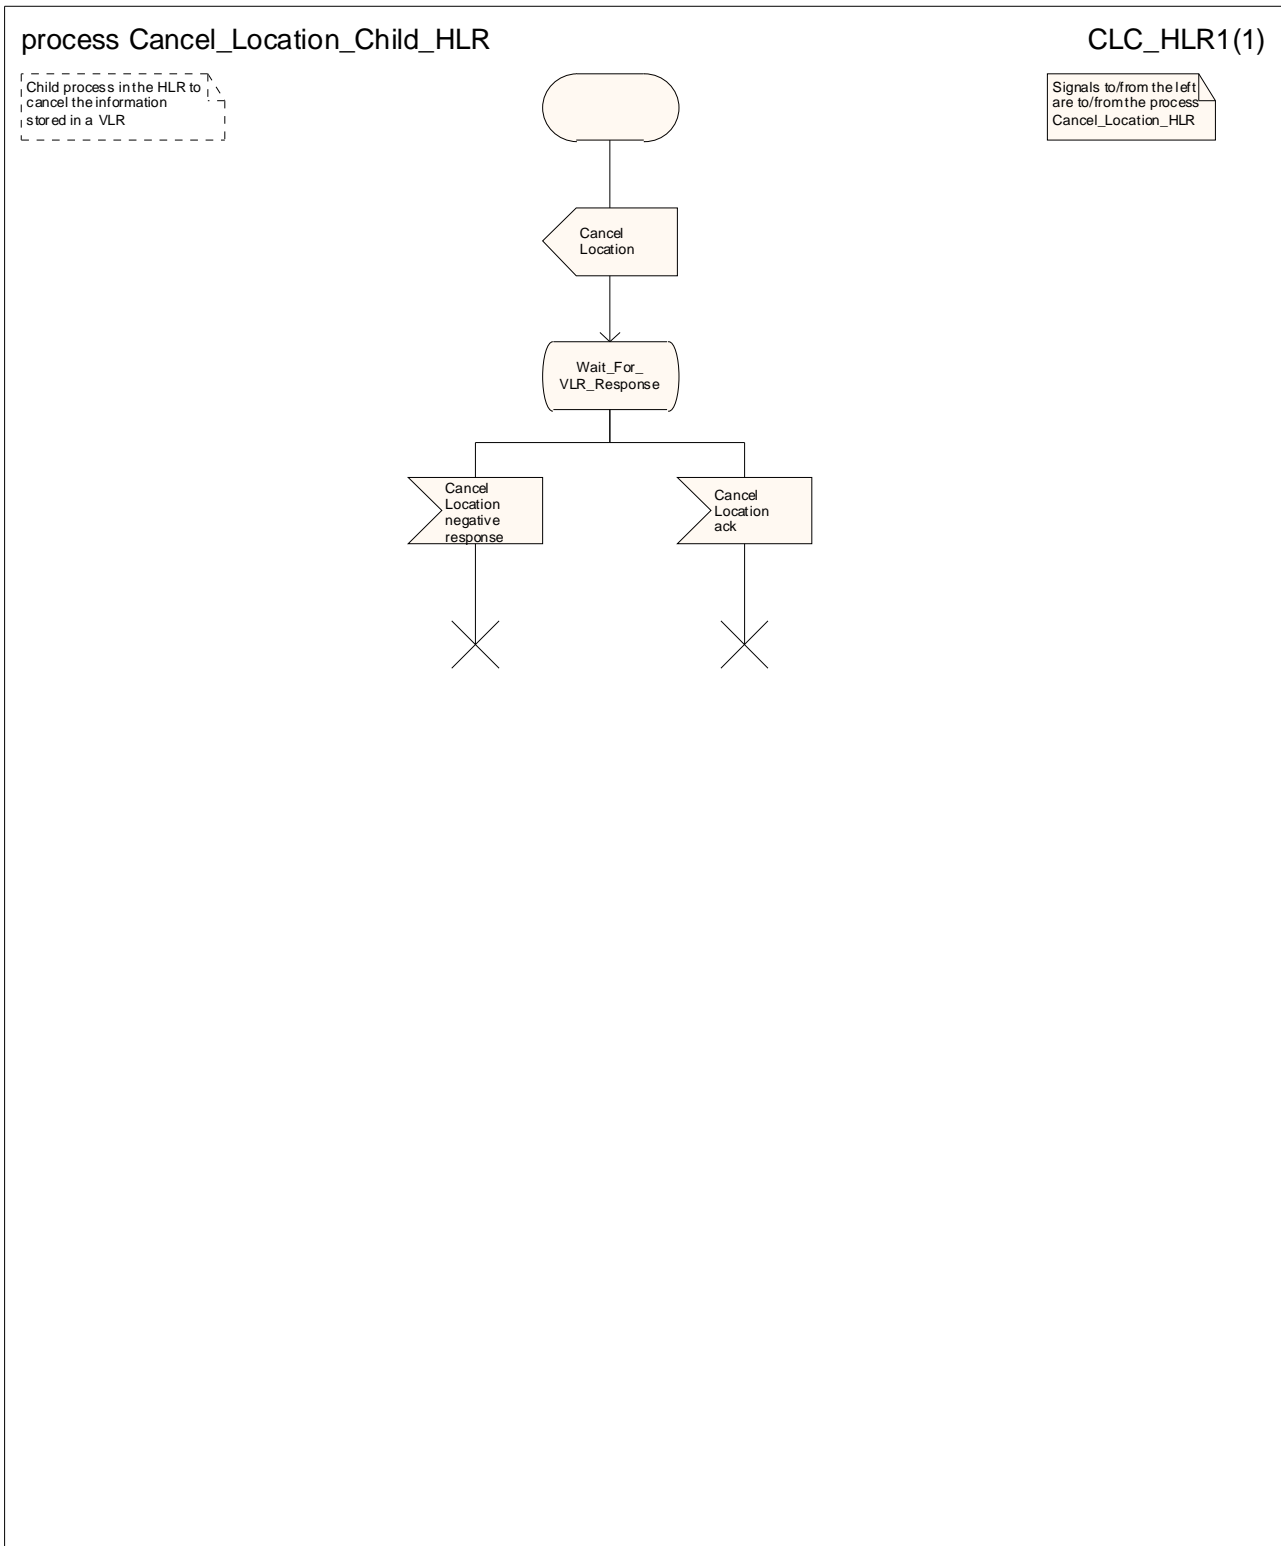 process Cancel_Location_Child_HLR
CLC_HLR1(1)
Child process in the HLR to
cancel the information
stored in a VLR
Signals to/from the left
are to/from the process
Cancel_Location_HLR
Cancel
Location
Wait_For_
VLR_Response
Cancel
Location
negative
response
Cancel
Location
ack